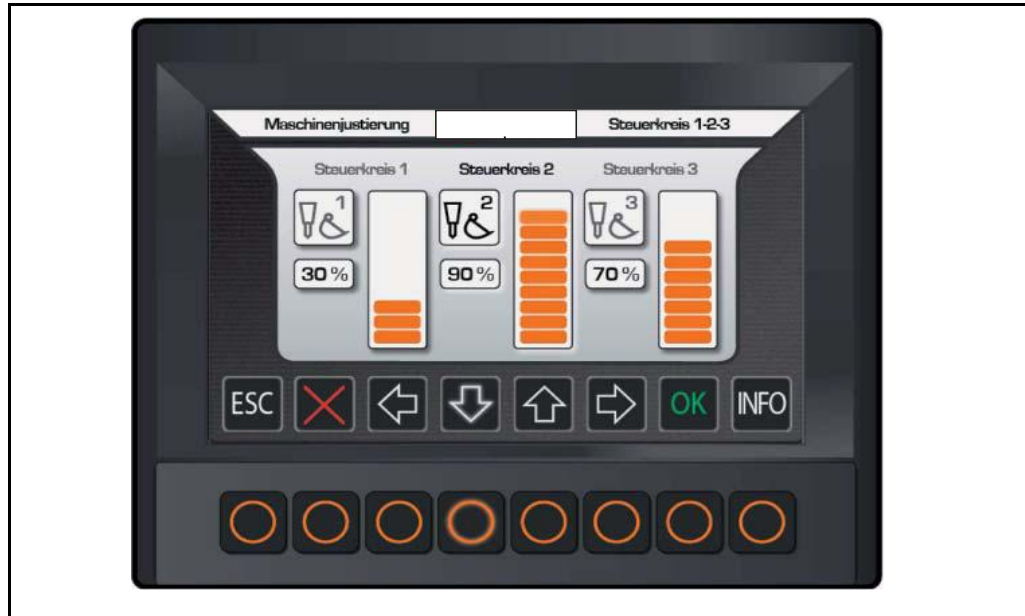 Maschinenjustierung Steuerkreis 1-2-3
Steuerkreis 1 Steuerkreis 2 Steuerkreis 3
1 2 3
30 % 90 % 70 %
ESC OK INFO